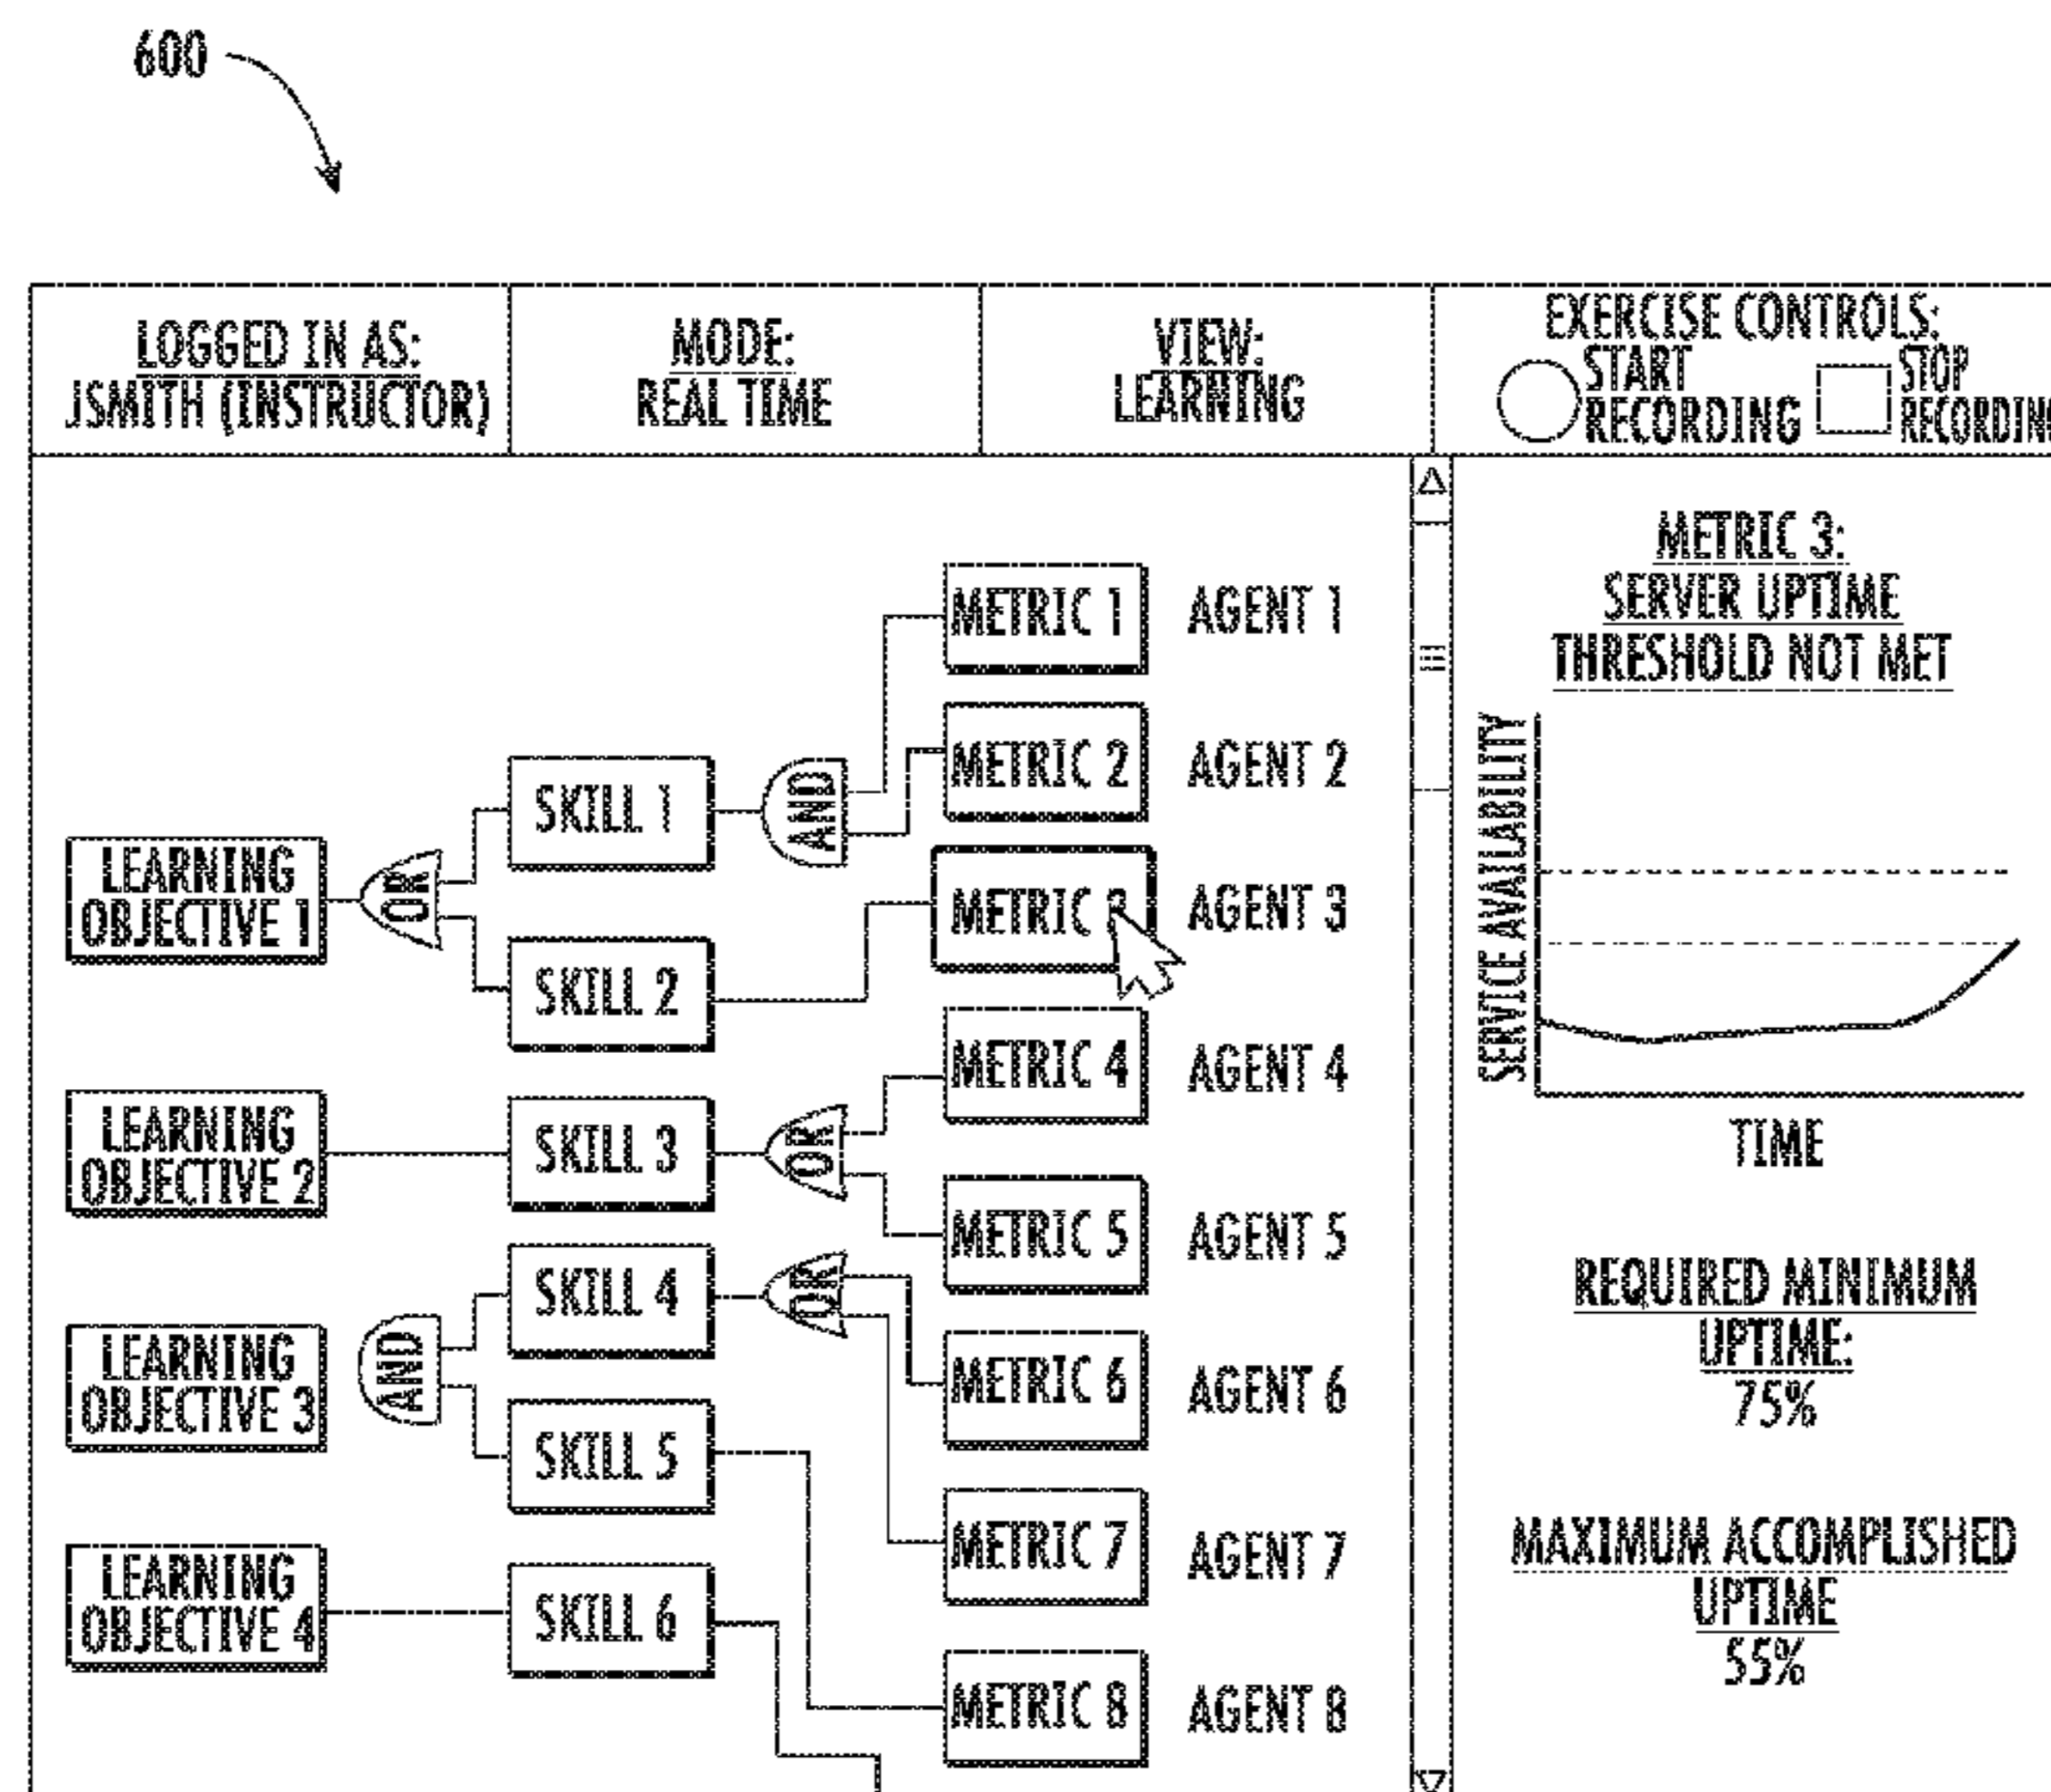 600
LOGGED IN AS:
JSMITH (INSTRUCTOR)
MODE:
REAL TIME
VIEW:
LEARNING
EXERCISE CONTROLS:
START
RECORDING
STOP
RECORDING
METRIC 1
AGENT 1
METRIC 2
AGENT 2
SKILL 1
AND
LEARNING
OBJECTIVE 1
OR
METRIC 3
AGENT 3
SKILL 2
METRIC 4
AGENT 4
LEARNING
OBJECTIVE 2
SKILL 3
OR
METRIC 5
AGENT 5
SKILL 4
OR
LEARNING
OBJECTIVE 3
AND
METRIC 6
AGENT 6
SKILL 5
METRIC 7
AGENT 7
LEARNING
OBJECTIVE 4
SKILL 6
METRIC 8
AGENT 8
METRIC 3:
SERVER UPTIME
THRESHOLD NOT MET
SERVICE AVAILABILITY
TIME
REQUIRED MINIMUM
UPTIME:
75%
MAXIMUM ACCOMPLISHED
UPTIME
55%